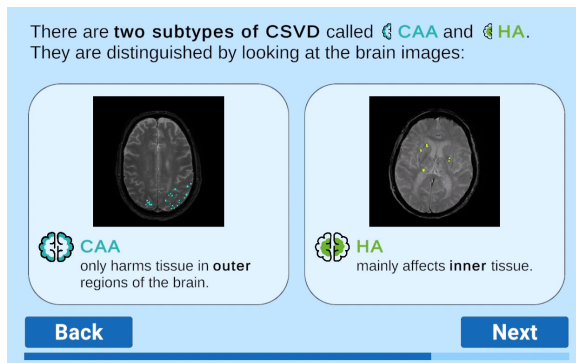 There are two subtypes of CSVD called CAA and HA.
They are distinguished by looking at the brain images:
CAA
only harms tissue in outer
regions of the brain.
HA
mainly affects inner tissue.
Back
Next